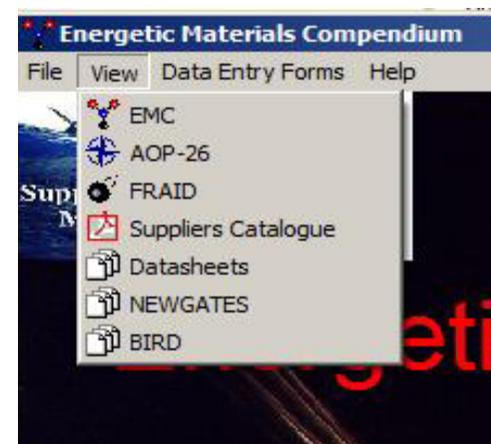 Energetic Materials Compendium
File View Data Entry Forms Help
EMC
AOP-26
FRAID
Suppliers Catalogue
Datasheets
NEWGATES
BIRD